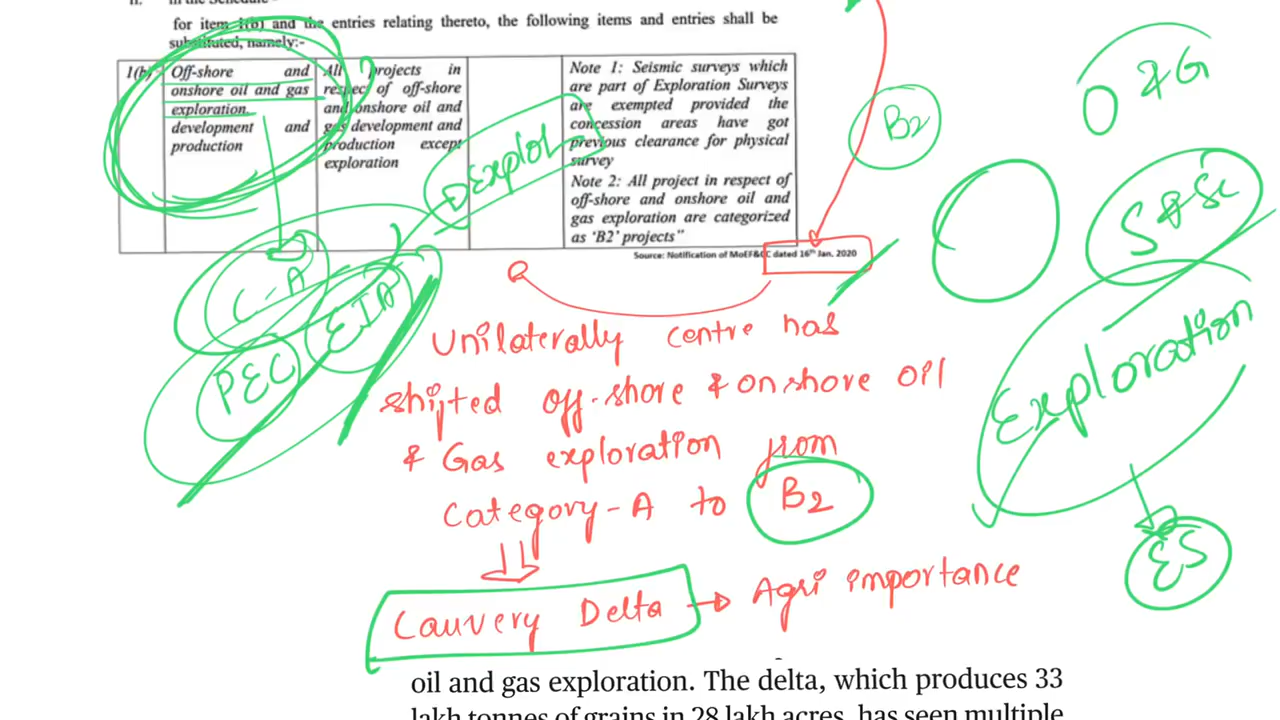 for item 1(b) and the entries relating thereto, the following items and entries shall be
substituted, namely:-
1(b)
Off-shore and
onshore oil and gas
exploration.
development and
production
All projects in
respect of off-shore
and onshore oil and
gas development and
production except
exploration
Note 1: Seismic surveys which
are part of Exploration Surveys
are exempted provided the
concession areas have got
previous clearance for physical
survey
Note 2: All project in respect of
off-shore and onshore oil and
gas exploration are categorized
as 'B2' projects"
Source: Notification of MoEF&CC dated 16th Jan. 2020
O & G
B2
Explol
S & Sc
C-A
EIA
PEC
Exploration
ES
Unilaterally centre has
shifted off-shore & onshore oil
& Gas exploration from
Category-A to B2
Cauvery Delta → Agri importance
oil and gas exploration. The delta, which produces 33
lakh tonnes of grains in 28 lakh acres, has seen multiple